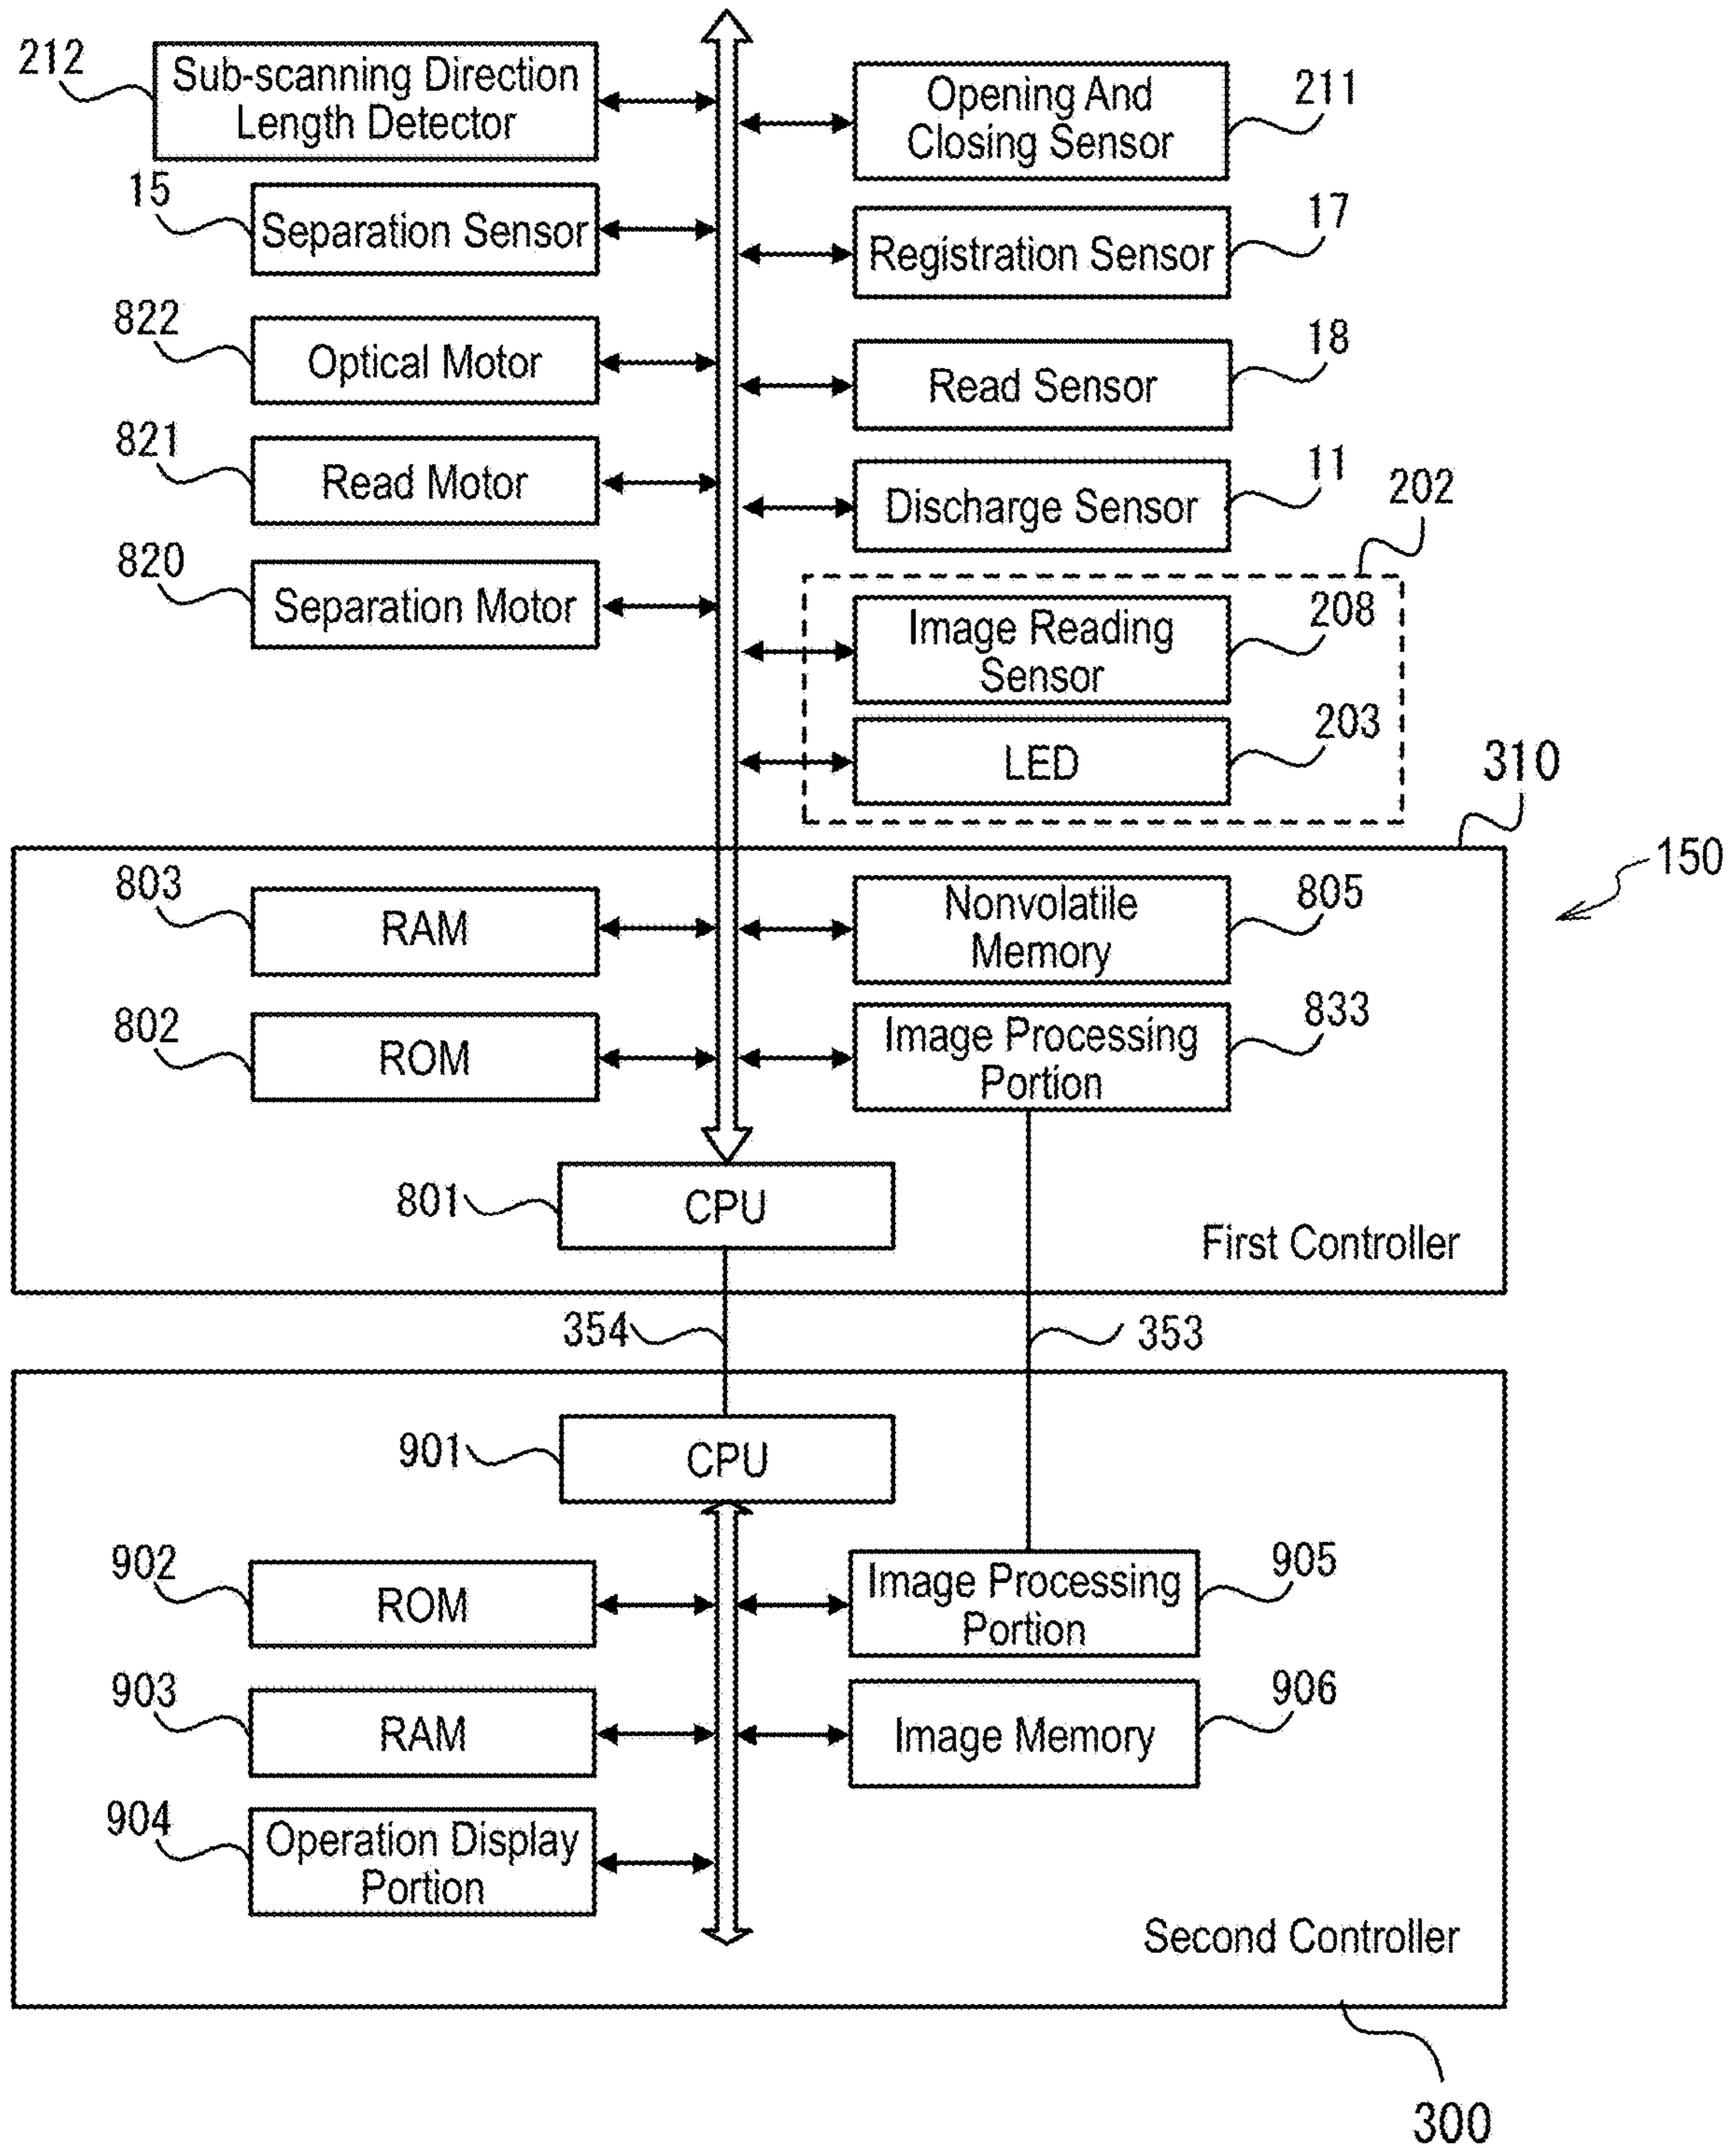 212
Sub-scanning Direction
Length Detector
Opening And
Closing Sensor
211
15
Separation Sensor
Registration Sensor
17
822
Optical Motor
Read Sensor
18
821
Read Motor
Discharge Sensor
11
202
820
Separation Motor
Image Reading
Sensor
208
LED
203
310
150
803
RAM
Nonvolatile
Memory
805
802
ROM
Image Processing
Portion
833
801
CPU
First Controller
354
353
901
CPU
902
ROM
Image Processing
Portion
905
903
RAM
Image Memory
906
904
Operation Display
Portion
Second Controller
300